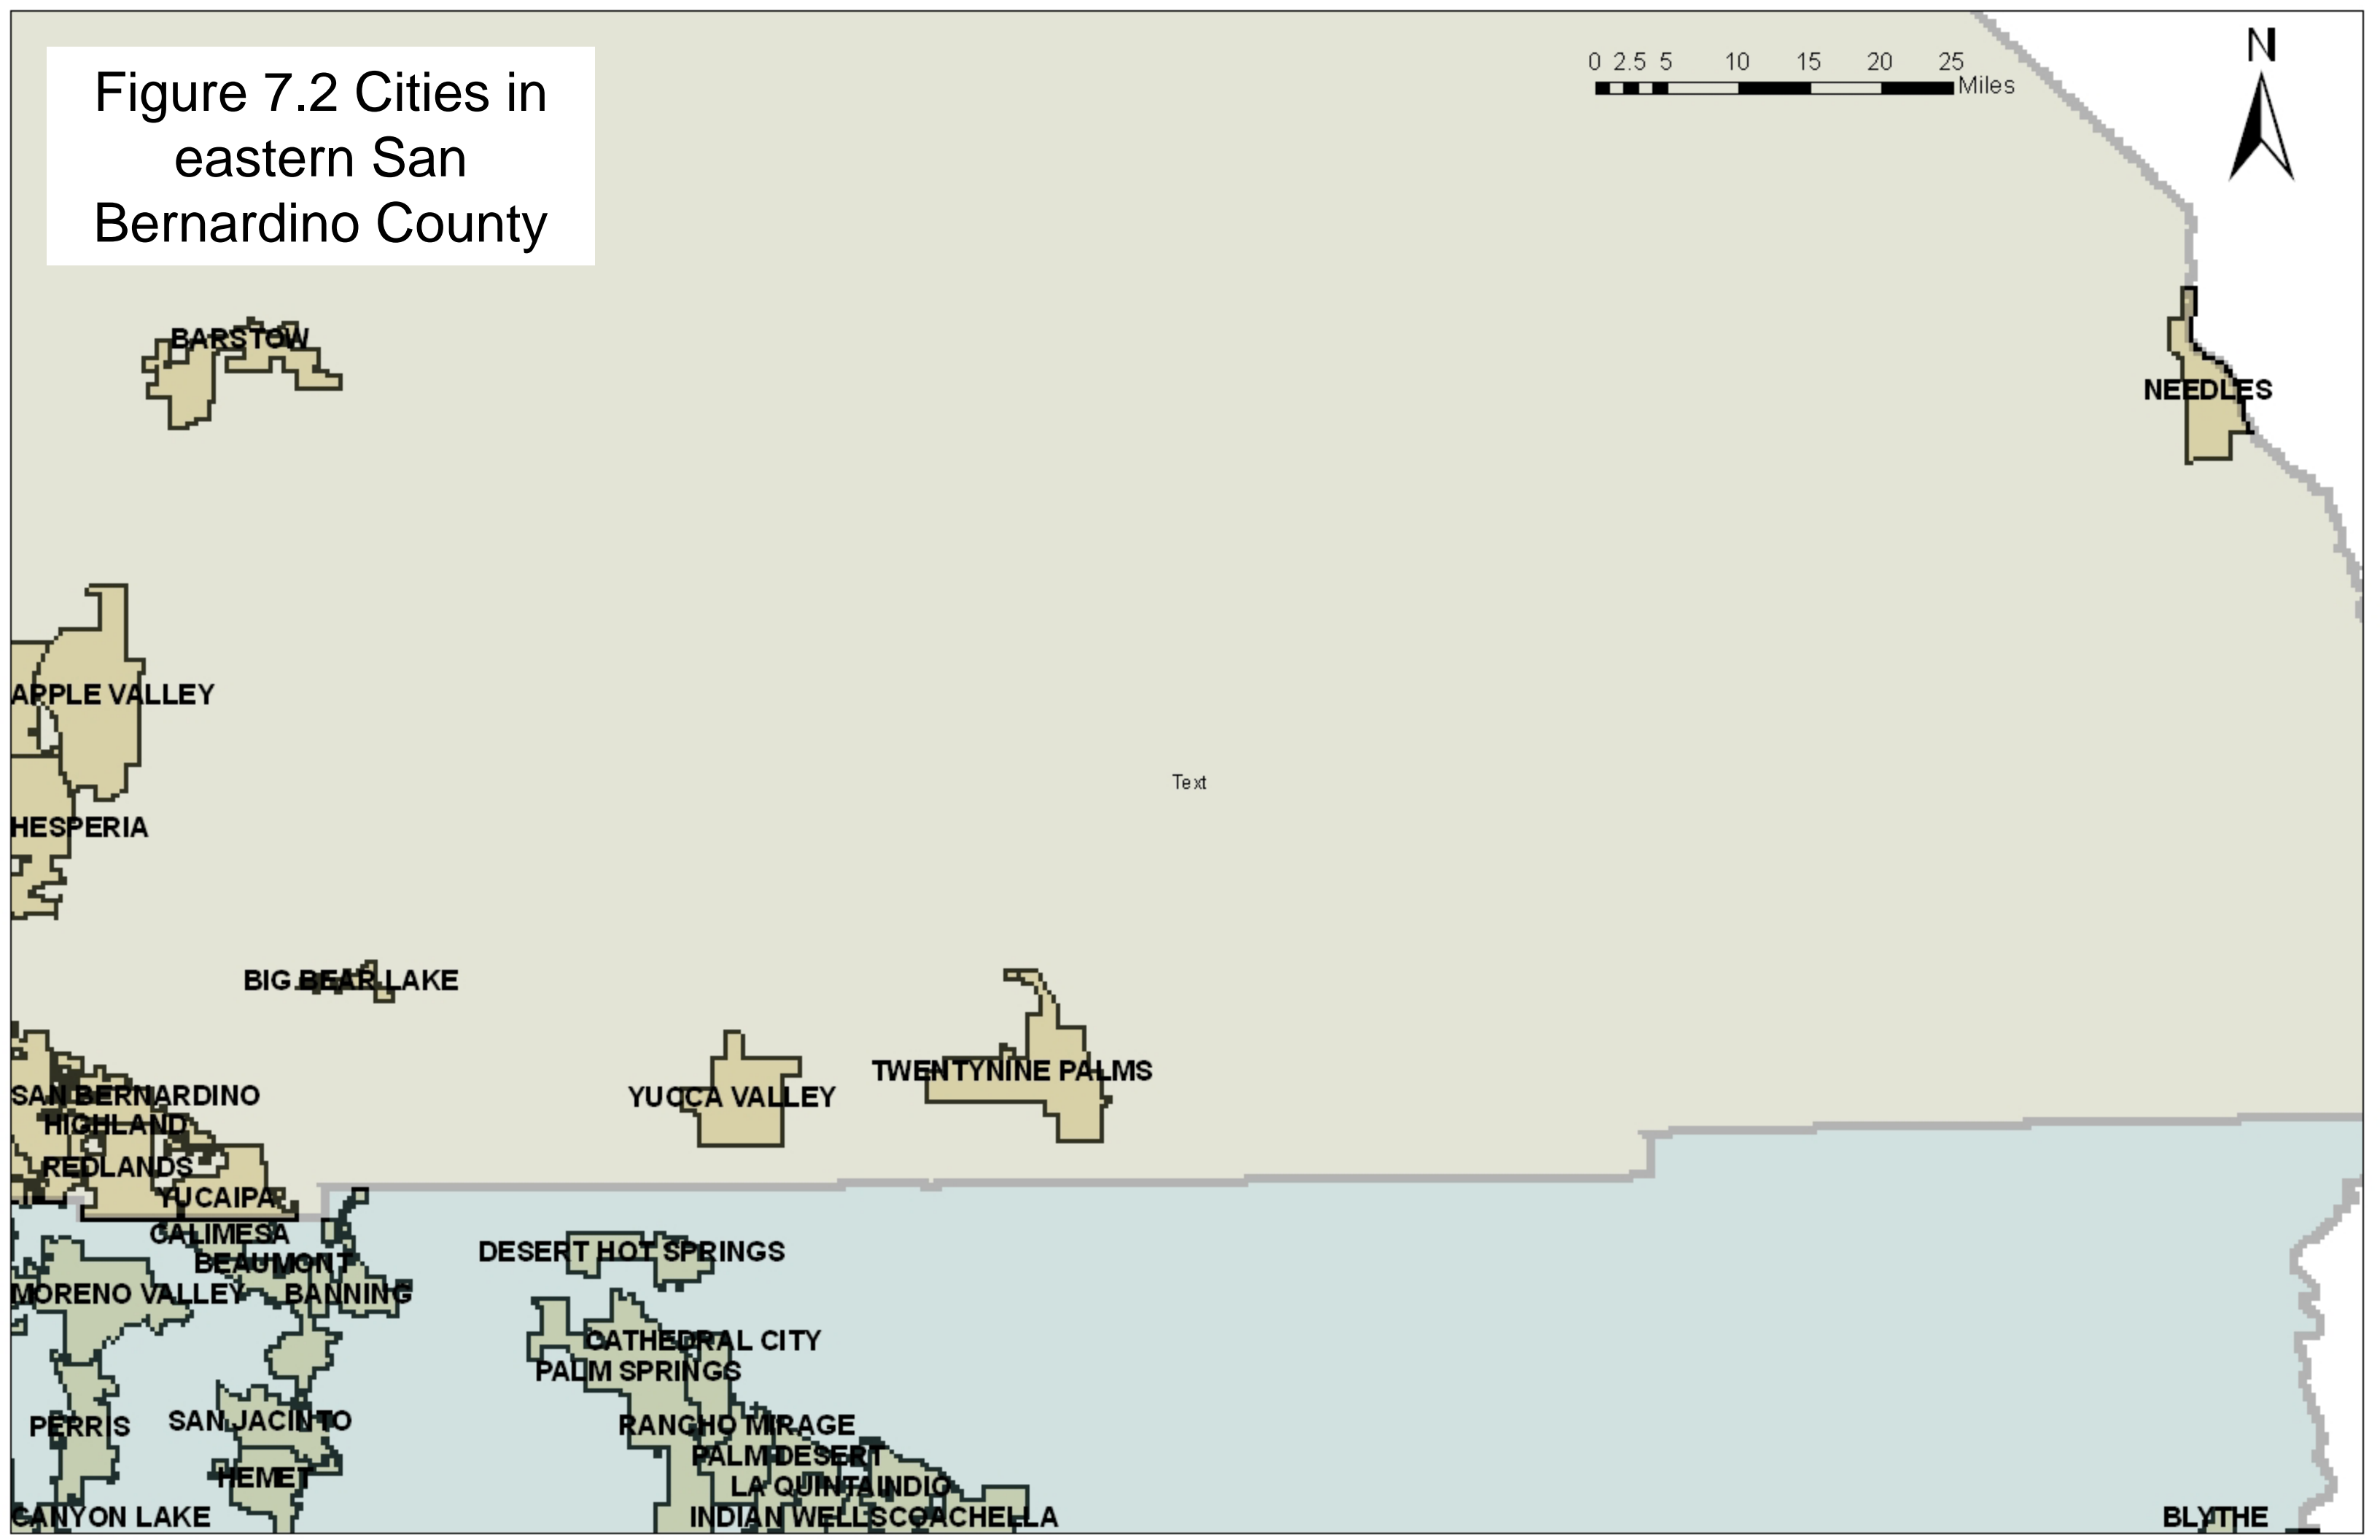 Figure 7.2 Cities in
eastern San
Bernardino County
0 2.5 5 10 15 20 25
Miles
N
BARSTOW
NEEDLES
APPLE VALLEY
Text
HESPERIA
BIG BEAR LAKE
TWENTYNINE PALMS
SAN BERNARDINO
YUCCA VALLEY
HIGHLAND
REDLANDS
YUCAIPA
CALIMESA
DESERT HOT SPRINGS
BEAUMONT
MORENO VALLEY
BANNING
CATHEDRAL CITY
PALM SPRINGS
PERRIS
SAN JACINTO
RANCHO MIRAGE
PALM DESERT
HEMET
LA QUINTA
INDIO
CANYON LAKE
INDIAN WELLS
COACHELLA
BLYTHE